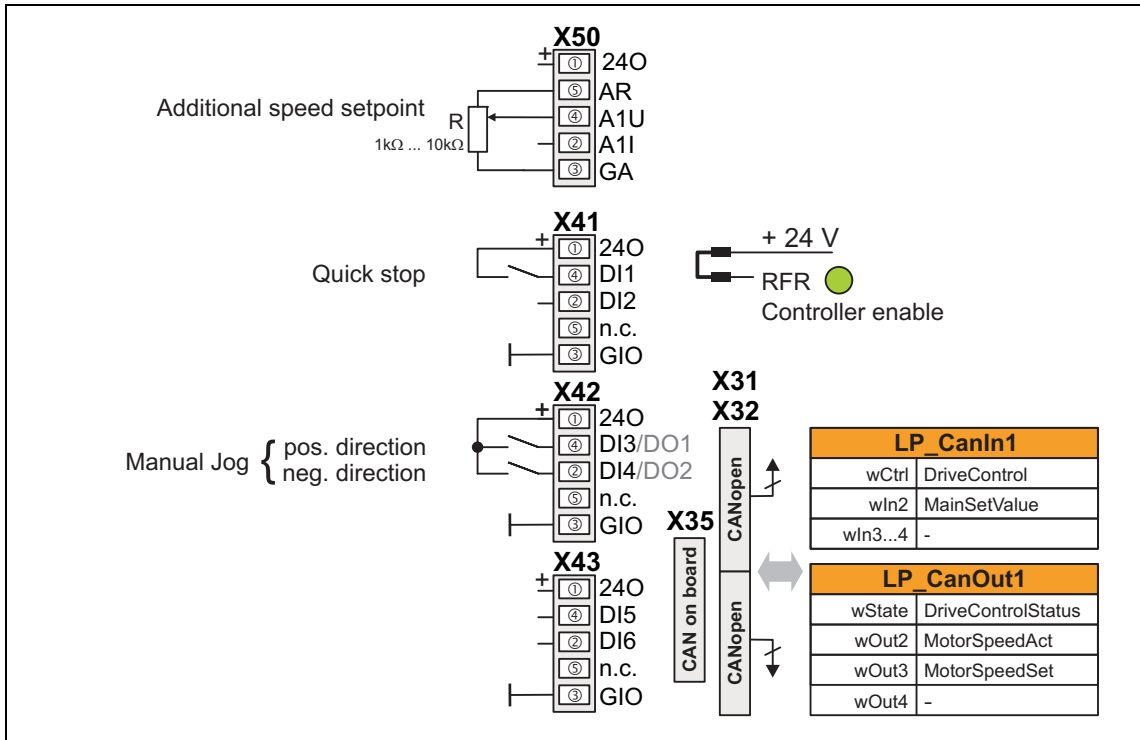 X50
+ ① 24O
Additional speed setpoint
R
1kΩ ... 10kΩ
⑤ AR
④ A1U
② A1I
③ GA
X41
+ ① 24O
Quick stop
④ DI1
② DI2
⑤ n.c.
③ GIO
+ 24 V
RFR
Controller enable
X42
+ ① 24O
Manual Jog { pos. direction
neg. direction
④ DI3/DO1
② DI4/DO2
⑤ n.c.
③ GIO
X43
+ ① 24O
④ DI5
② DI6
⑤ n.c.
③ GIO
X35
CAN on board
X31
X32
CANopen
CANopen
LP_CanIn1
wCtrl DriveControl
wIn2 MainSetValue
wIn3...4 -
LP_CanOut1
wState DriveControlStatus
wOut2 MotorSpeedAct
wOut3 MotorSpeedSet
wOut4 -